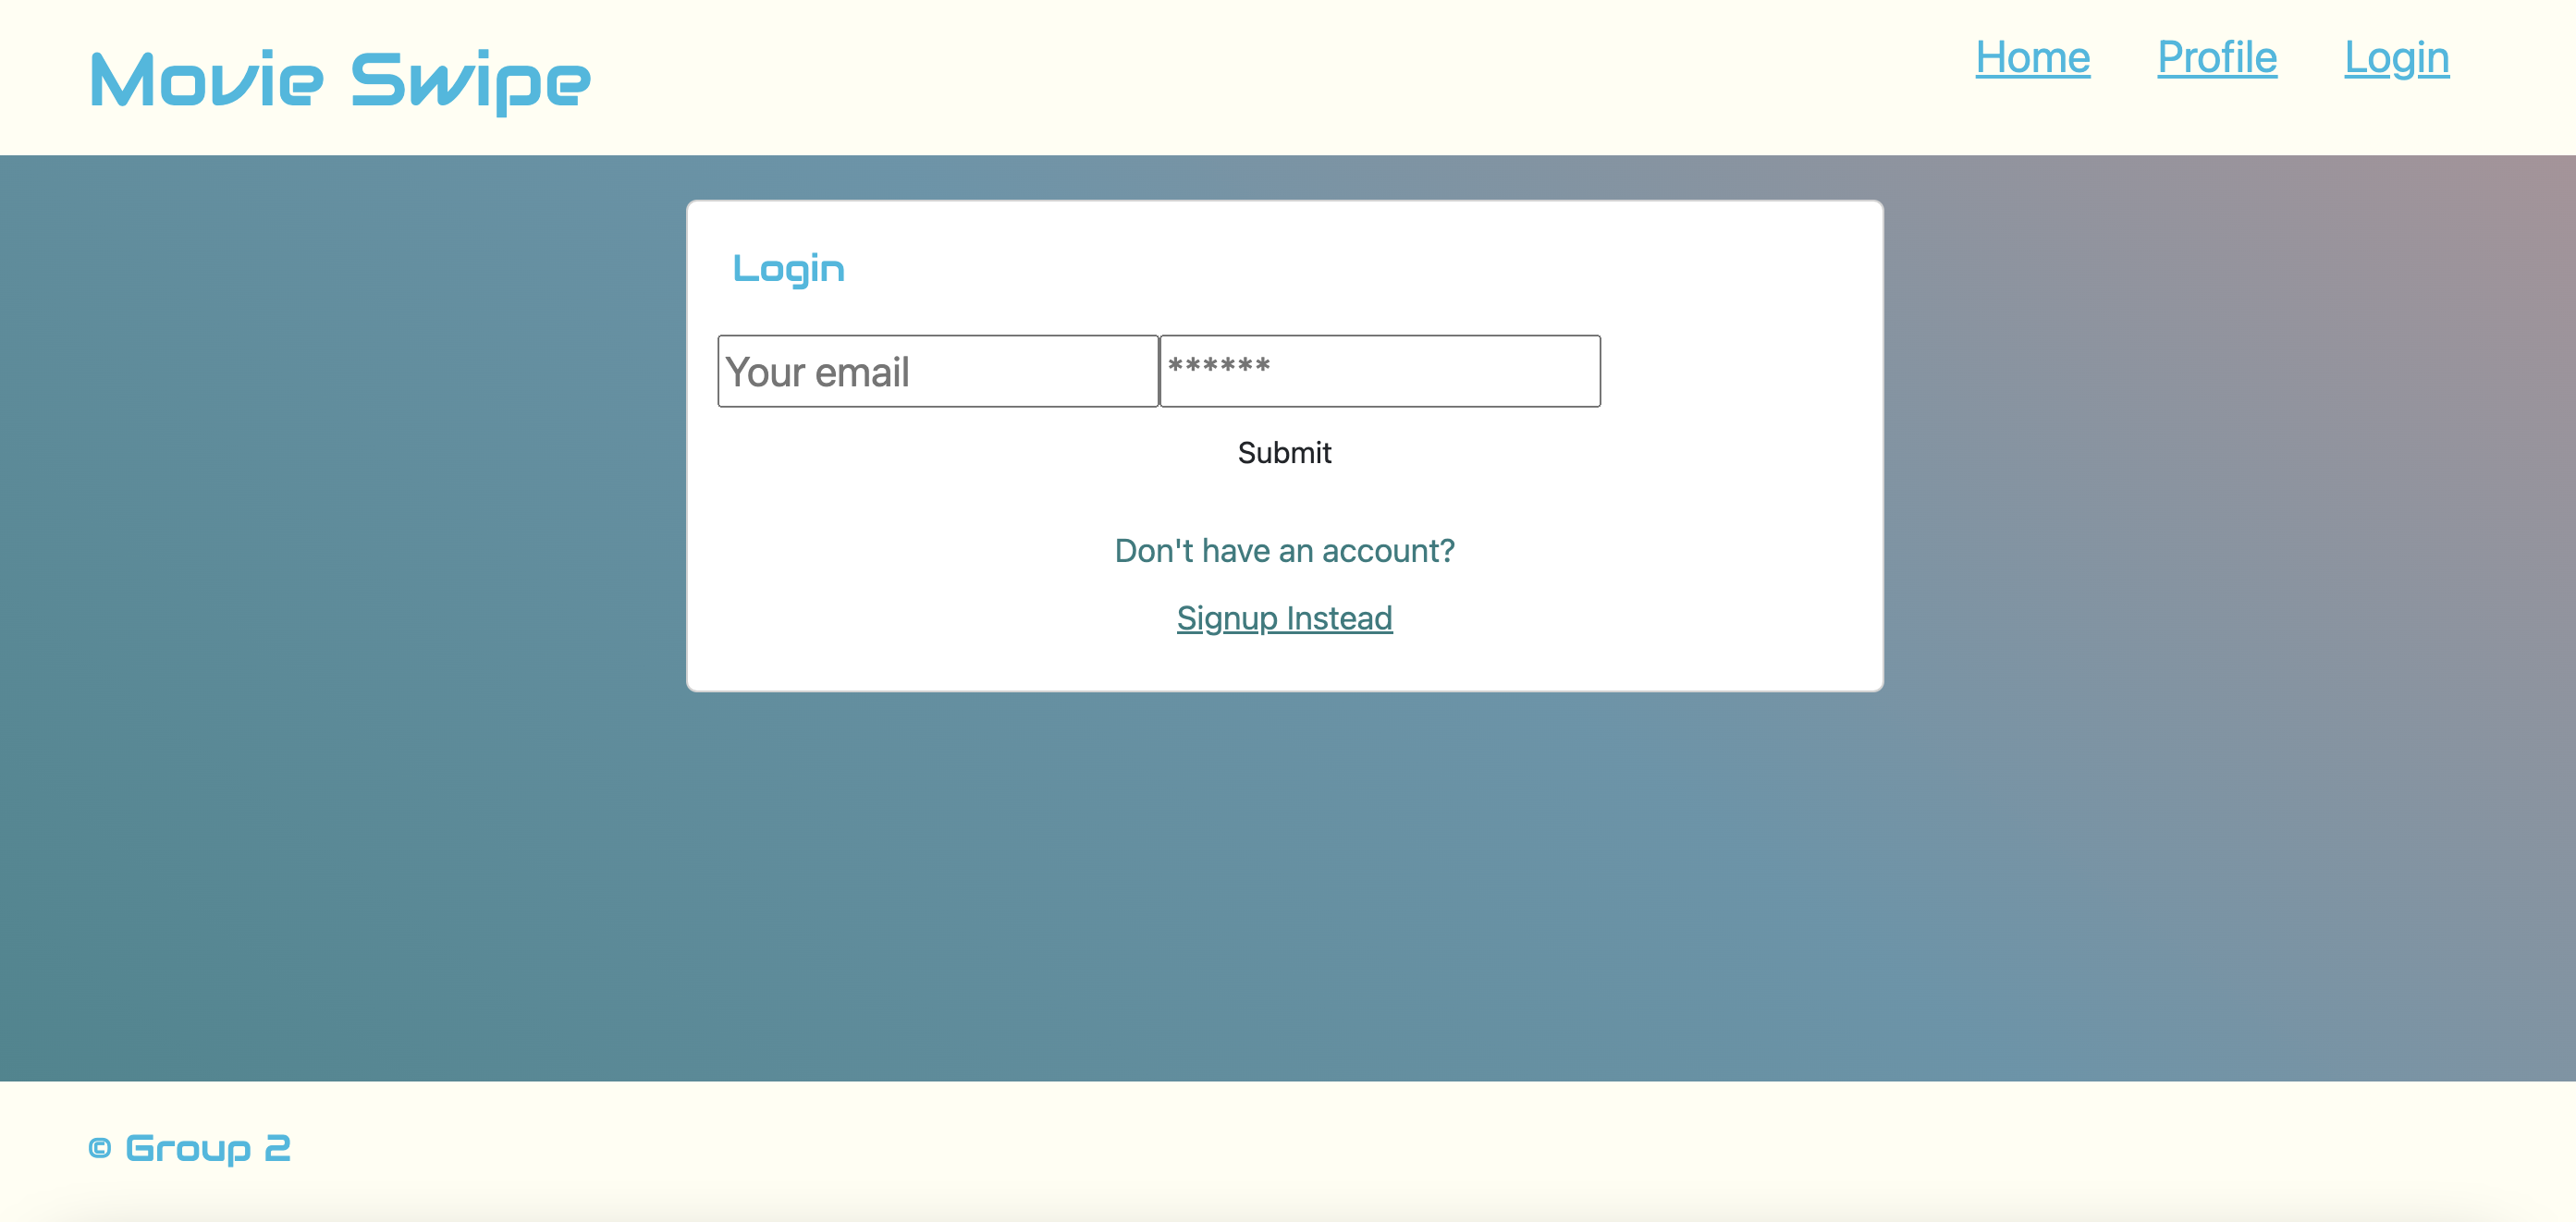 Movie Swipe
Home Profile Login
Login
Your email ******
Submit
Don't have an account?
Signup Instead
© Group 2